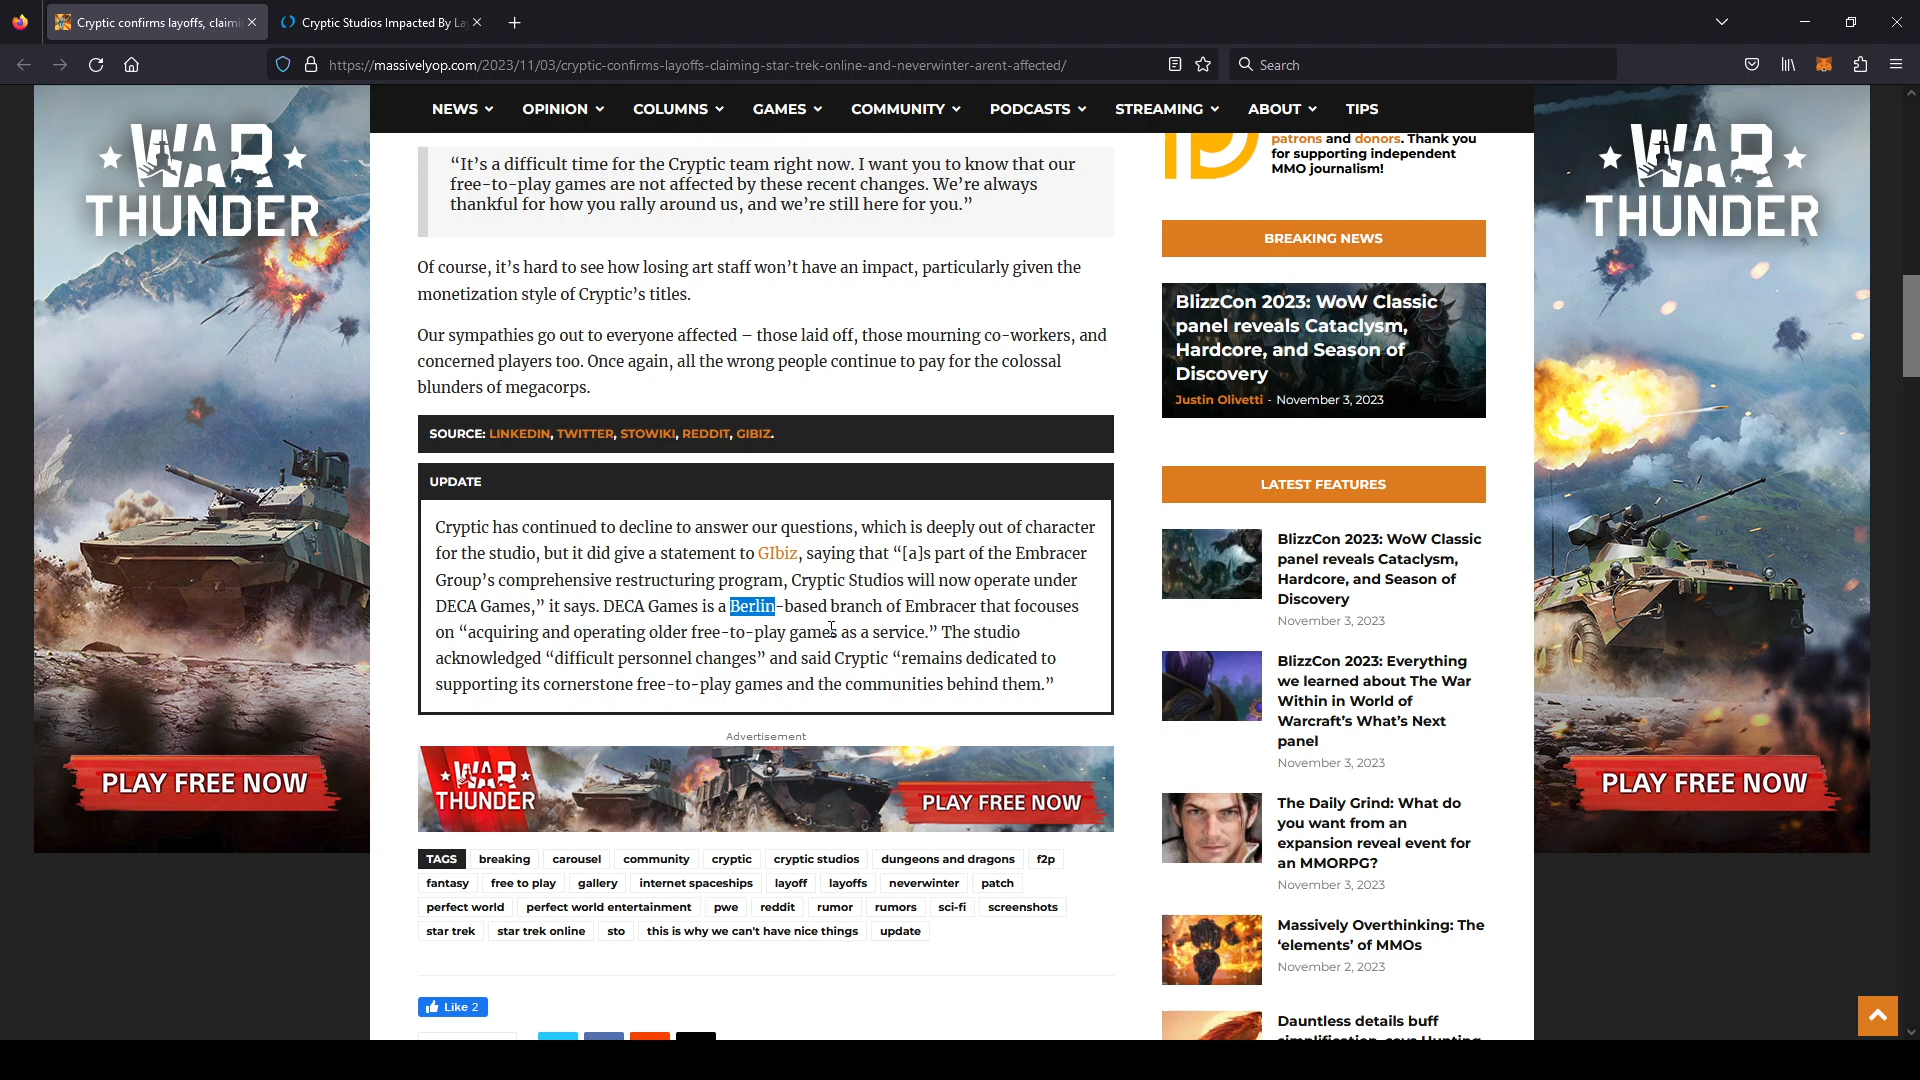 Cryptic confirms layoffs, claimi
Cryptic Studios Impacted By La
https://massivelyop.com/2023/11/03/cryptic-confirms-layoffs-claiming-star-trek-online-and-neverwinter-arent-affected/
Search
NEWS
OPINION
COLUMNS
GAMES
COMMUNITY
PODCASTS
STREAMING
ABOUT
TIPS
WAR
THUNDER
PLAY FREE NOW
“It’s a difficult time for the Cryptic team right now. I want you to know that our
free-to-play games are not affected by these recent changes. We’re always
thankful for how you rally around us, and we’re still here for you.”
Of course, it’s hard to see how losing art staff won’t have an impact, particularly given the
monetization style of Cryptic’s titles.
Our sympathies go out to everyone affected – those laid off, those mourning co-workers, and
concerned players too. Once again, all the wrong people continue to pay for the colossal
blunders of megacorps.
SOURCE: LINKEDIN, TWITTER, STOWIKI, REDDIT, GIBIZ.
UPDATE
Cryptic has continued to decline to answer our questions, which is deeply out of character
for the studio, but it did give a statement to GIbiz, saying that “[a]s part of the Embracer
Group’s comprehensive restructuring program, Cryptic Studios will now operate under
DECA Games,” it says. DECA Games is a Berlin-based branch of Embracer that focouses
on “acquiring and operating older free-to-play games as a service.” The studio
acknowledged “difficult personnel changes” and said Cryptic “remains dedicated to
supporting its cornerstone free-to-play games and the communities behind them.”
Advertisement
WAR
THUNDER
PLAY FREE NOW
TAGS breaking carousel community cryptic cryptic studios dungeons and dragons f2p
fantasy free to play gallery internet spaceships layoff layoffs neverwinter patch
perfect world perfect world entertainment pwe reddit rumor rumors sci-fi screenshots
star trek star trek online sto this is why we can't have nice things update
Like 2
patrons and donors. Thank you
for supporting independent
MMO journalism!
BREAKING NEWS
BlizzCon 2023: WoW Classic
panel reveals Cataclysm,
Hardcore, and Season of
Discovery
Justin Olivetti - November 3, 2023
LATEST FEATURES
BlizzCon 2023: WoW Classic
panel reveals Cataclysm,
Hardcore, and Season of
Discovery
November 3, 2023
BlizzCon 2023: Everything
we learned about The War
Within in World of
Warcraft’s What’s Next
panel
November 3, 2023
The Daily Grind: What do
you want from an
expansion reveal event for
an MMORPG?
November 3, 2023
Massively Overthinking: The
‘elements’ of MMOs
November 2, 2023
Dauntless details buff
simplification, says Hunting
WAR
THUNDER
PLAY FREE NOW